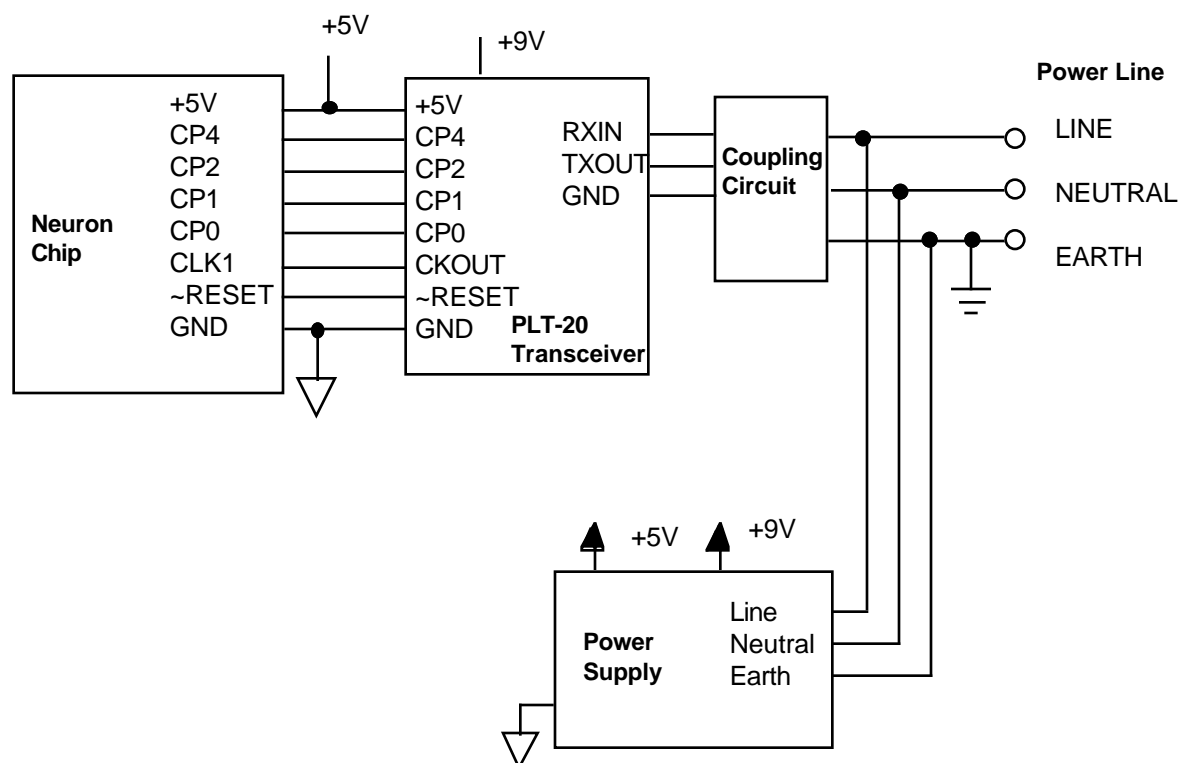 +5V
+9V
Power Line
+5V
CP4
CP2
CP1
CP0
CLK1
~RESET
GND
Neuron
Chip
+5V
CP4
CP2
CP1
CP0
CKOUT
~RESET
GND
PLT-20
Transceiver
RXIN
TXOUT
GND
Coupling
Circuit
LINE
NEUTRAL
EARTH
+5V
+9V
Power
Supply
Line
Neutral
Earth